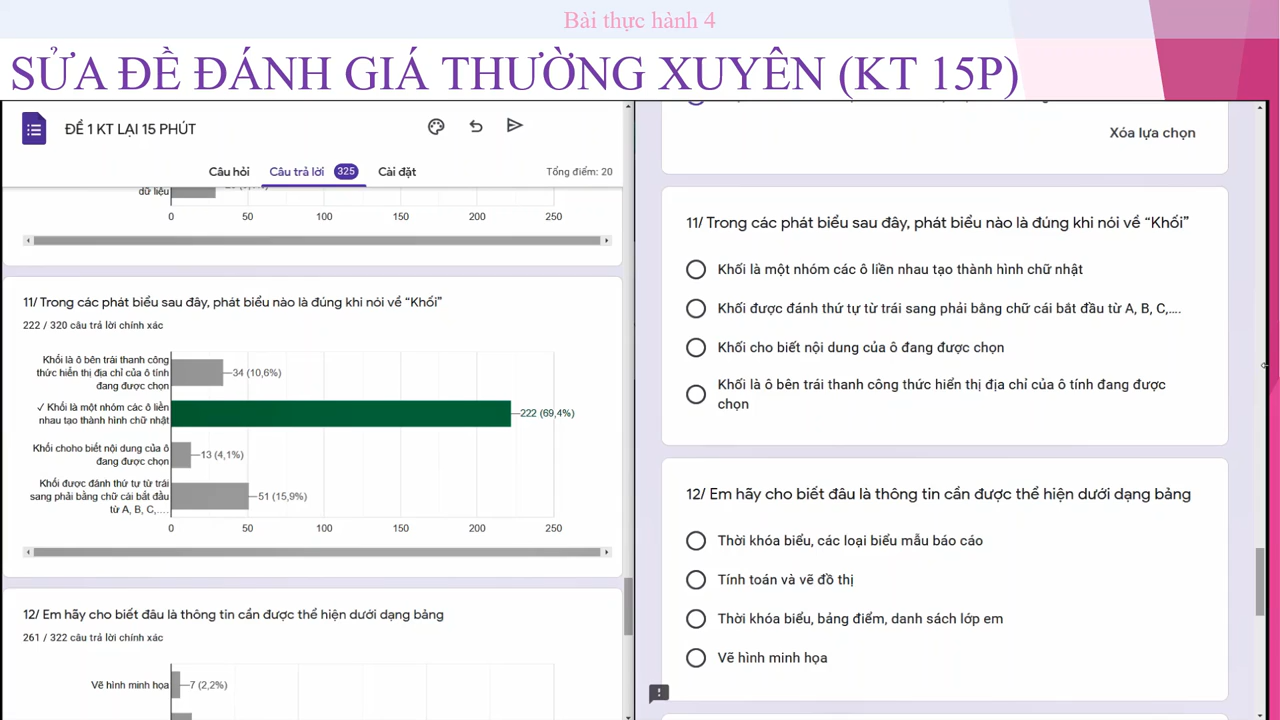 Bài thực hành 4
SỬA ĐỀ ĐÁNH GIÁ THƯỜNG XUYÊN (KT 15P)
ĐỀ 1 KT LẠI 15 PHÚT
Câu hỏi
Câu trả lời 325
Cài đặt
Tổng điểm: 20
dữ liệu
0 50 100 150 200 250
11/ Trong các phát biểu sau đây, phát biểu nào là đúng khi nói về “Khối”
222 / 320 câu trả lời chính xác
Khối là ô bên trái thanh công
thức hiển thị địa chỉ của ô tính
đang được chọn
34 (10,6%)
✓ Khối là một nhóm các ô liền
nhau tạo thành hình chữ nhật
222 (69,4%)
Khối choho biết nội dung của ô
đang được chọn
13 (4,1%)
Khối được đánh thứ tự từ trái
sang phải bằng chữ cái bắt đầu
từ A, B, C,....
51 (15,9%)
0 50 100 150 200 250
12/ Em hãy cho biết đâu là thông tin cần được thể hiện dưới dạng bảng
261 / 322 câu trả lời chính xác
Vẽ hình minh họa
7 (2,2%)
Xóa lựa chọn
11/ Trong các phát biểu sau đây, phát biểu nào là đúng khi nói về “Khối”
Khối là một nhóm các ô liền nhau tạo thành hình chữ nhật
Khối được đánh thứ tự từ trái sang phải bằng chữ cái bắt đầu từ A, B, C,....
Khối cho biết nội dung của ô đang được chọn
Khối là ô bên trái thanh công thức hiển thị địa chỉ của ô tính đang được
chọn
12/ Em hãy cho biết đâu là thông tin cần được thể hiện dưới dạng bảng
Thời khóa biểu, các loại biểu mẫu báo cáo
Tính toán và vẽ đồ thị
Thời khóa biểu, bảng điểm, danh sách lớp em
Vẽ hình minh họa